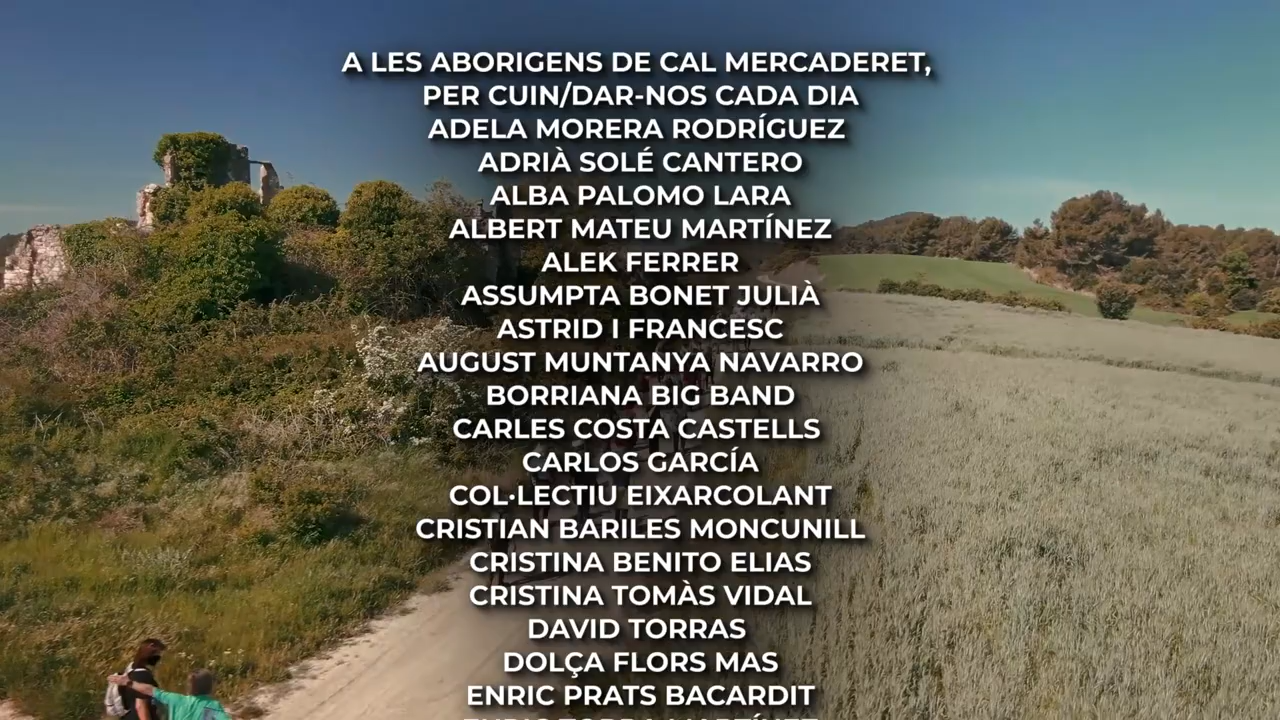 A LES ABORIGENS DE CAL MERCADERET,
PER CUIN/DAR-NOS CADA DIA
ADELA MORERA RODRÍGUEZ
ADRIÀ SOLÉ CANTERO
ALBA PALOMO LARA
ALBERT MATEU MARTÍNEZ
ALEK FERRER
ASSUMPTA BONET JULIÀ
ASTRID I FRANCESC
AUGUST MUNTANYA NAVARRO
BORRIANA BIG BAND
CARLES COSTA CASTELLS
CARLOS GARCÍA
COL·LECTIU EIXARCOLANT
CRISTIAN BARILES MONCUNILL
CRISTINA BENITO ELIAS
CRISTINA TOMÀS VIDAL
DAVID TORRAS
DOLÇA FLORS MAS
ENRIC PRATS BACARDIT